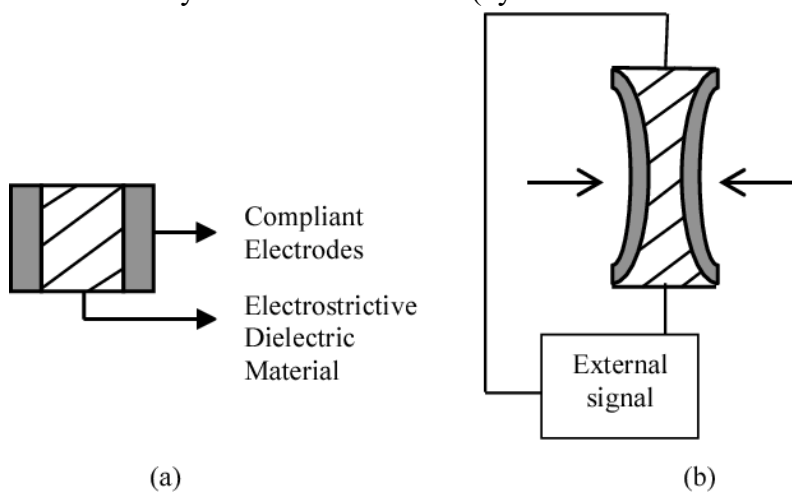 Compliant
Electrodes
Electrostrictive
Dielectric
Material
External
signal
(a)
(b)